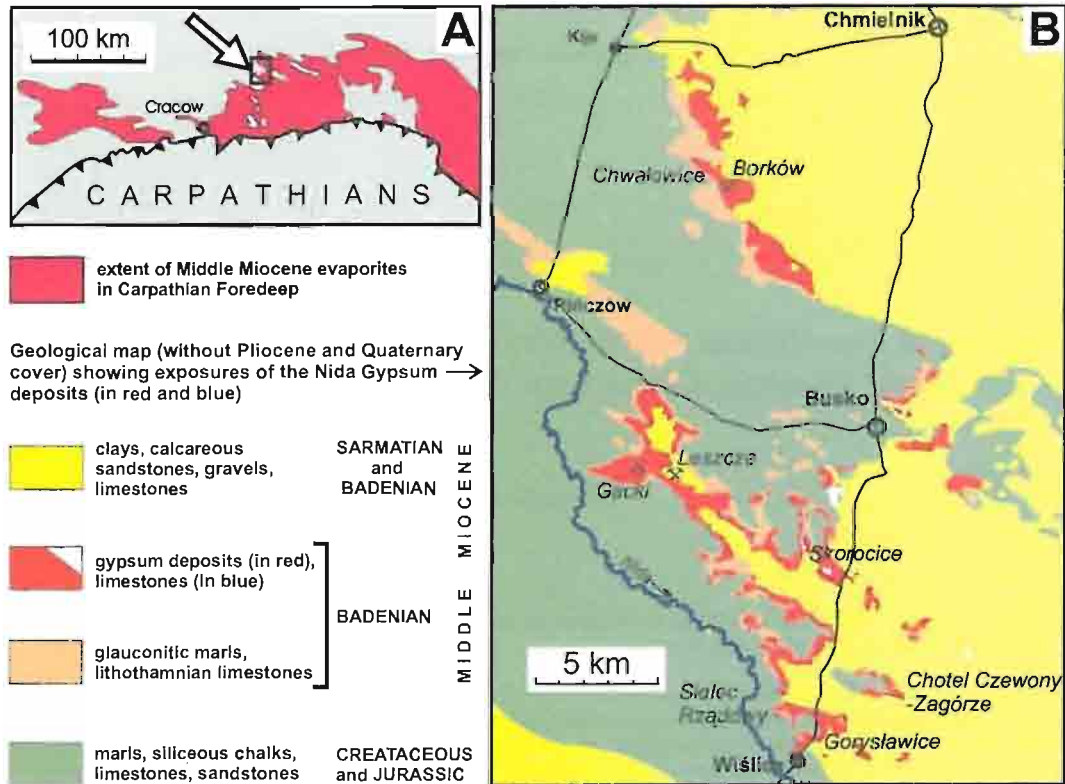 100 km
A
Cracow
CARPATHIANS
extent of Middle Miocene evaporites
in Carpathian Foredeep
Geological map (without Pliocene and Quaternary
cover) showing exposures of the Nida Gypsum
deposits (in red and blue)
clays, calcareous
sandstones, gravels,
limestones
SARMATIAN
and
BADENIAN
gypsum deposits (in red),
limestones (In blue)
BADENIAN
glauconitic marls,
lithothamnian limestones
MIDDLE MIOCENE
marls, siliceous chalks,
limestones, sandstones
CREATACEOUS
and JURASSIC
B
Chmielnik
Kije
Chwałowice
Borków
Pińczów
Busko
Leszcze
Gacki
Skorocice
5 km
Chotel Czewony
-Zagórze
Gorysławice
Wiślica